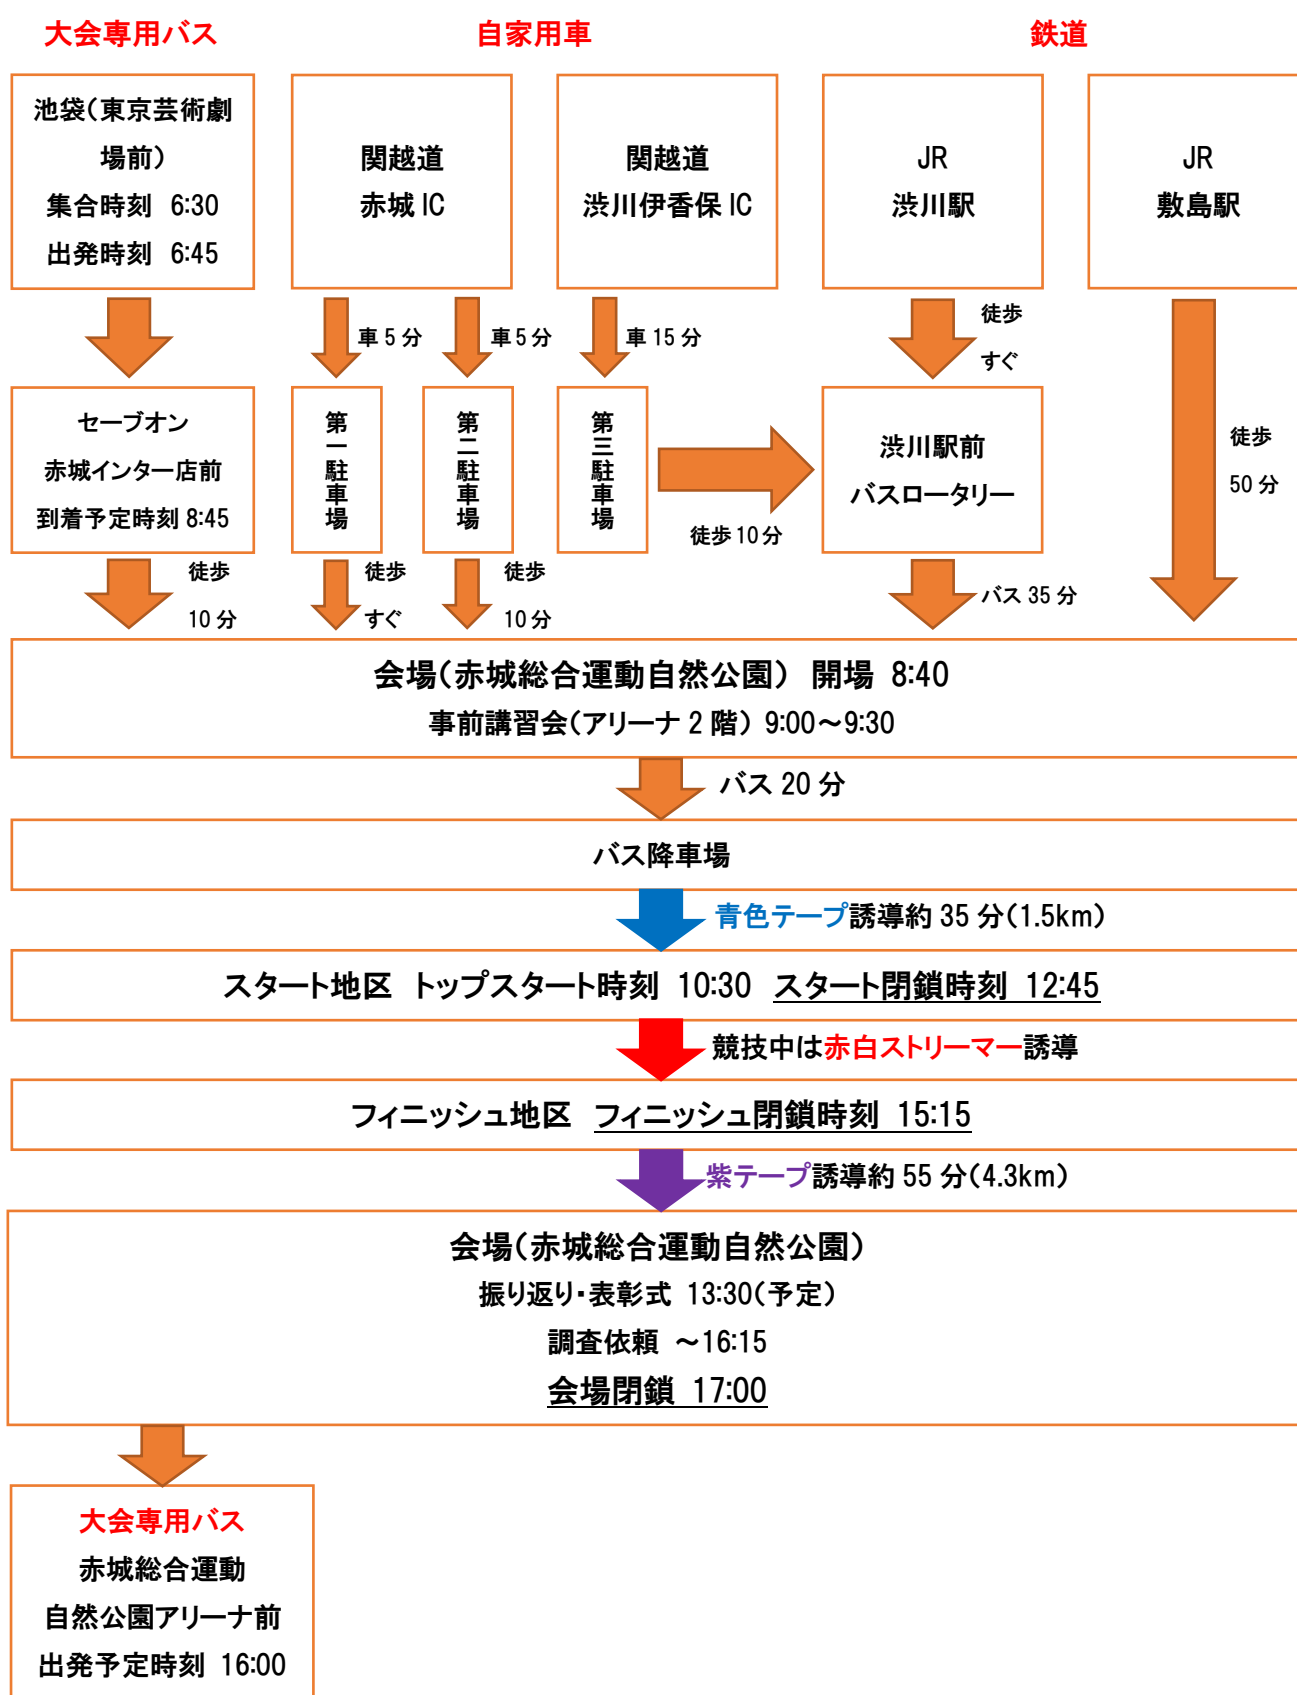 大会専用バス
自家用車
鉄道
池袋（東京芸術劇
場前）
集合時刻 6:30
出発時刻 6:45
関越道
赤城 IC
関越道
渋川伊香保 IC
JR
渋川駅
JR
敷島駅
車 5 分
車 5 分
車 15 分
徒歩
すぐ
セーブオン
赤城インター店前
到着予定時刻 8:45
第一駐車場
第二駐車場
第三駐車場
徒歩 10 分
渋川駅前
バスロータリー
徒歩
50 分
徒歩
10 分
徒歩
すぐ
徒歩
10 分
バス 35 分
会場（赤城総合運動自然公園） 開場 8:40
事前講習会（アリーナ 2 階） 9:00～9:30
バス 20 分
バス降車場
青色テープ誘導約 35 分（1.5km）
スタート地区 トップスタート時刻 10:30 スタート閉鎖時刻 12:45
競技中は赤白ストリーマー誘導
フィニッシュ地区 フィニッシュ閉鎖時刻 15:15
紫テープ誘導約 55 分（4.3km）
会場（赤城総合運動自然公園）
振り返り・表彰式 13:30（予定）
調査依頼 ～16:15
会場閉鎖 17:00
大会専用バス
赤城総合運動
自然公園アリーナ前
出発予定時刻 16:00